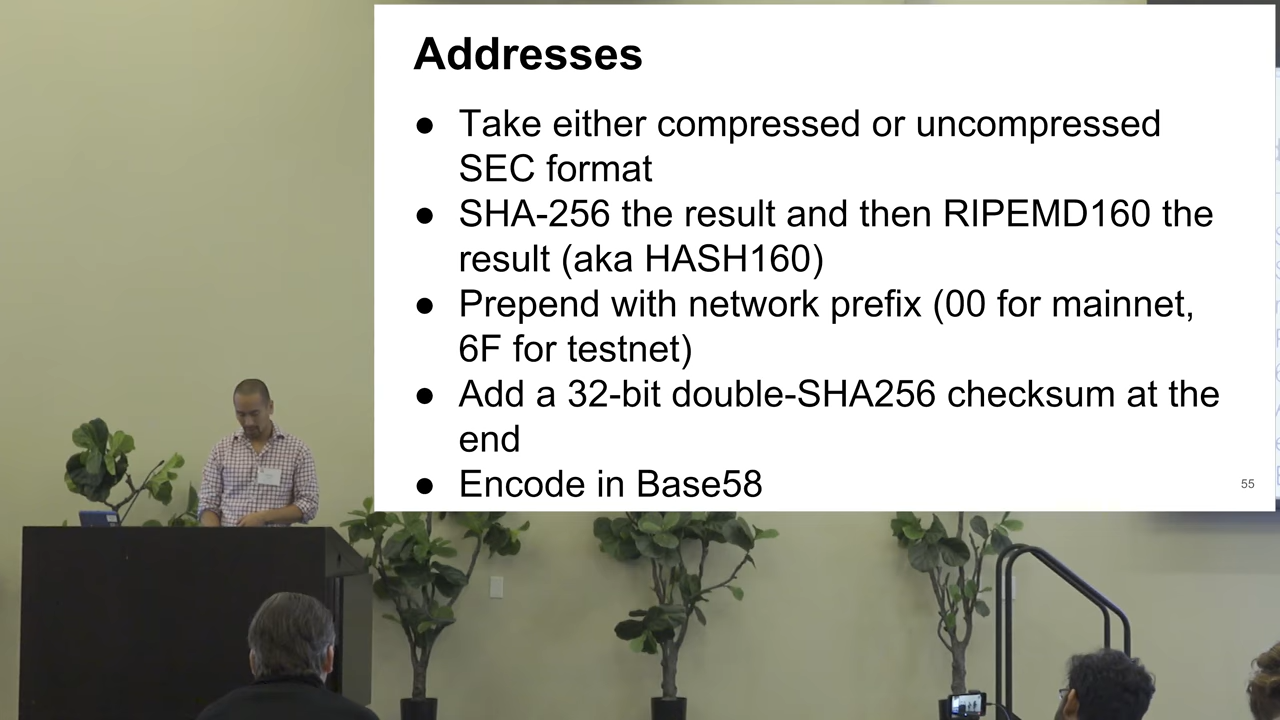 Addresses
● Take either compressed or uncompressed
SEC format
● SHA-256 the result and then RIPEMD160 the
result (aka HASH160)
● Prepend with network prefix (00 for mainnet,
6F for testnet)
● Add a 32-bit double-SHA256 checksum at the
end
● Encode in Base58
55